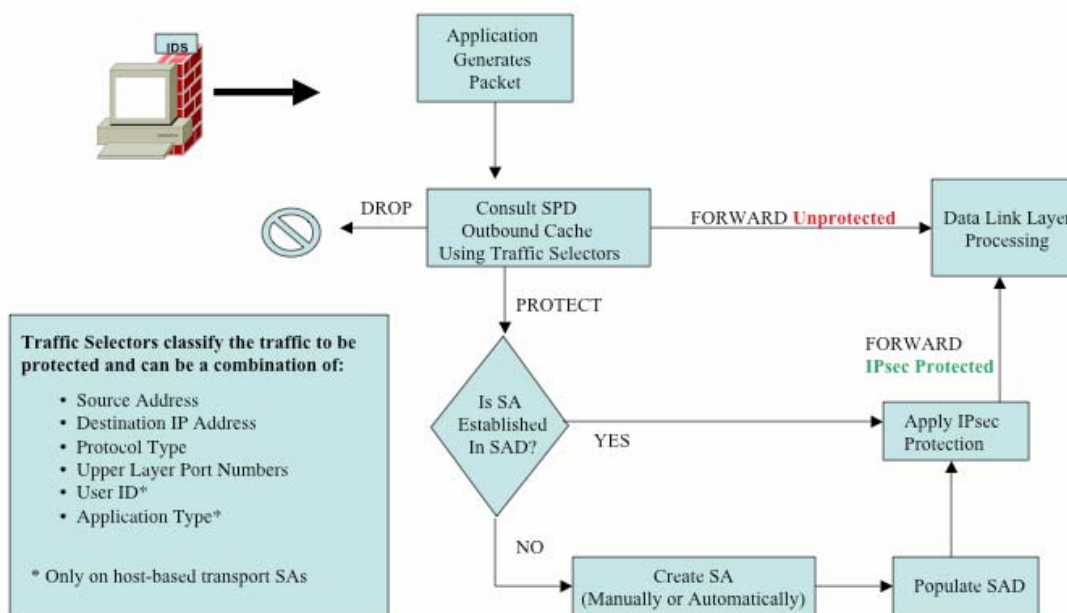 IDS
Application
Generates
Packet
DROP
Consult SPD
Outbound Cache
Using Traffic Selectors
FORWARD Unprotected
Data Link Layer
Processing
PROTECT
Traffic Selectors classify the traffic to be
protected and can be a combination of:
• Source Address
• Destination IP Address
• Protocol Type
• Upper Layer Port Numbers
• User ID*
• Application Type*
* Only on host-based transport SAs
Is SA
Established
In SAD?
YES
FORWARD
IPsec Protected
Apply IPsec
Protection
NO
Create SA
(Manually or Automatically)
Populate SAD